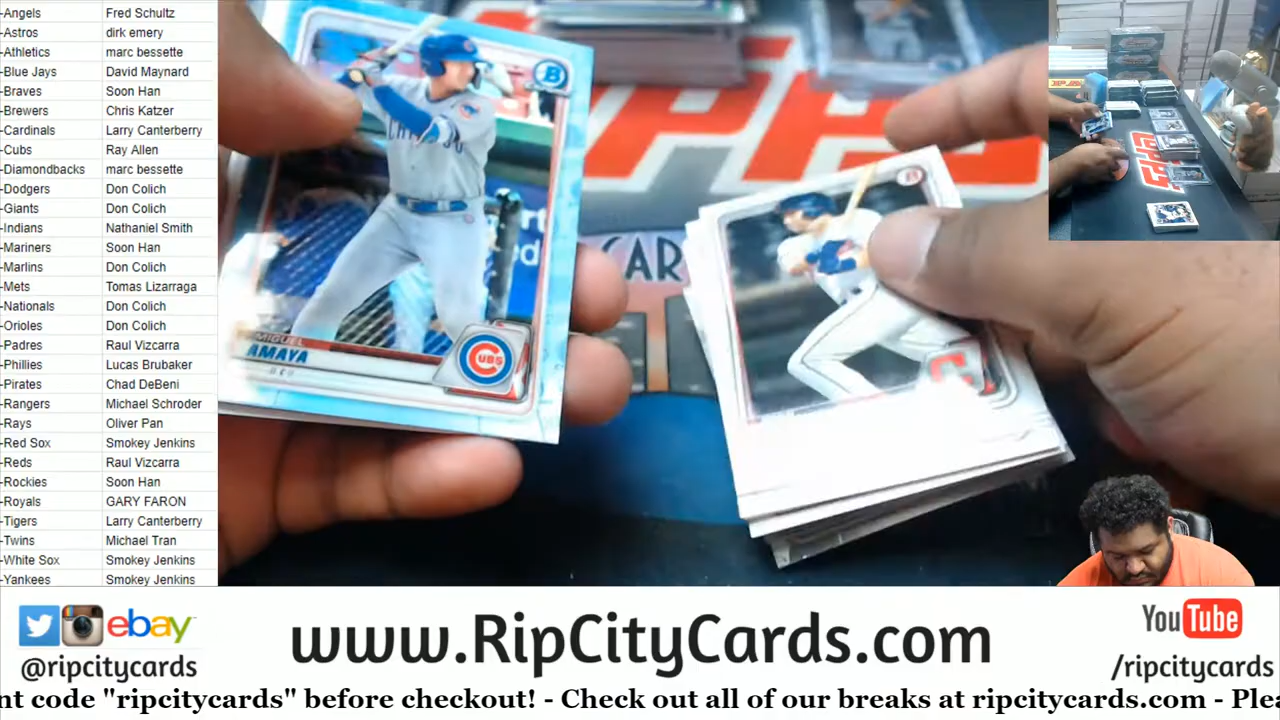 -Angels Fred Schultz
-Astros dirk emery
-Athletics marc bessette
-Blue Jays David Maynard
-Braves Soon Han
-Brewers Chris Katzer
-Cardinals Larry Canterberry
-Cubs Ray Allen
-Diamondbacks marc bessette
-Dodgers Don Colich
-Giants Don Colich
-Indians Nathaniel Smith
-Mariners Soon Han
-Marlins Don Colich
-Mets Tomas Lizarraga
-Nationals Don Colich
-Orioles Don Colich
-Padres Raul Vizcarra
-Phillies Lucas Brubaker
-Pirates Chad DeBeni
-Rangers Michael Schroder
-Rays Oliver Pan
-Red Sox Smokey Jenkins
-Reds Raul Vizcarra
-Rockies Soon Han
-Royals GARY FARON
-Tigers Larry Canterberry
-Twins Michael Tran
-White Sox Smokey Jenkins
-Yankees Smokey Jenkins
B
MIGUEL
AMAYA
CUBS
CAR
ebay
@ripcitycards
www.RipCityCards.com
YouTube
/ripcitycards
nt code "ripcitycards" before checkout! - Check out all of our breaks at ripcitycards.com - Plea